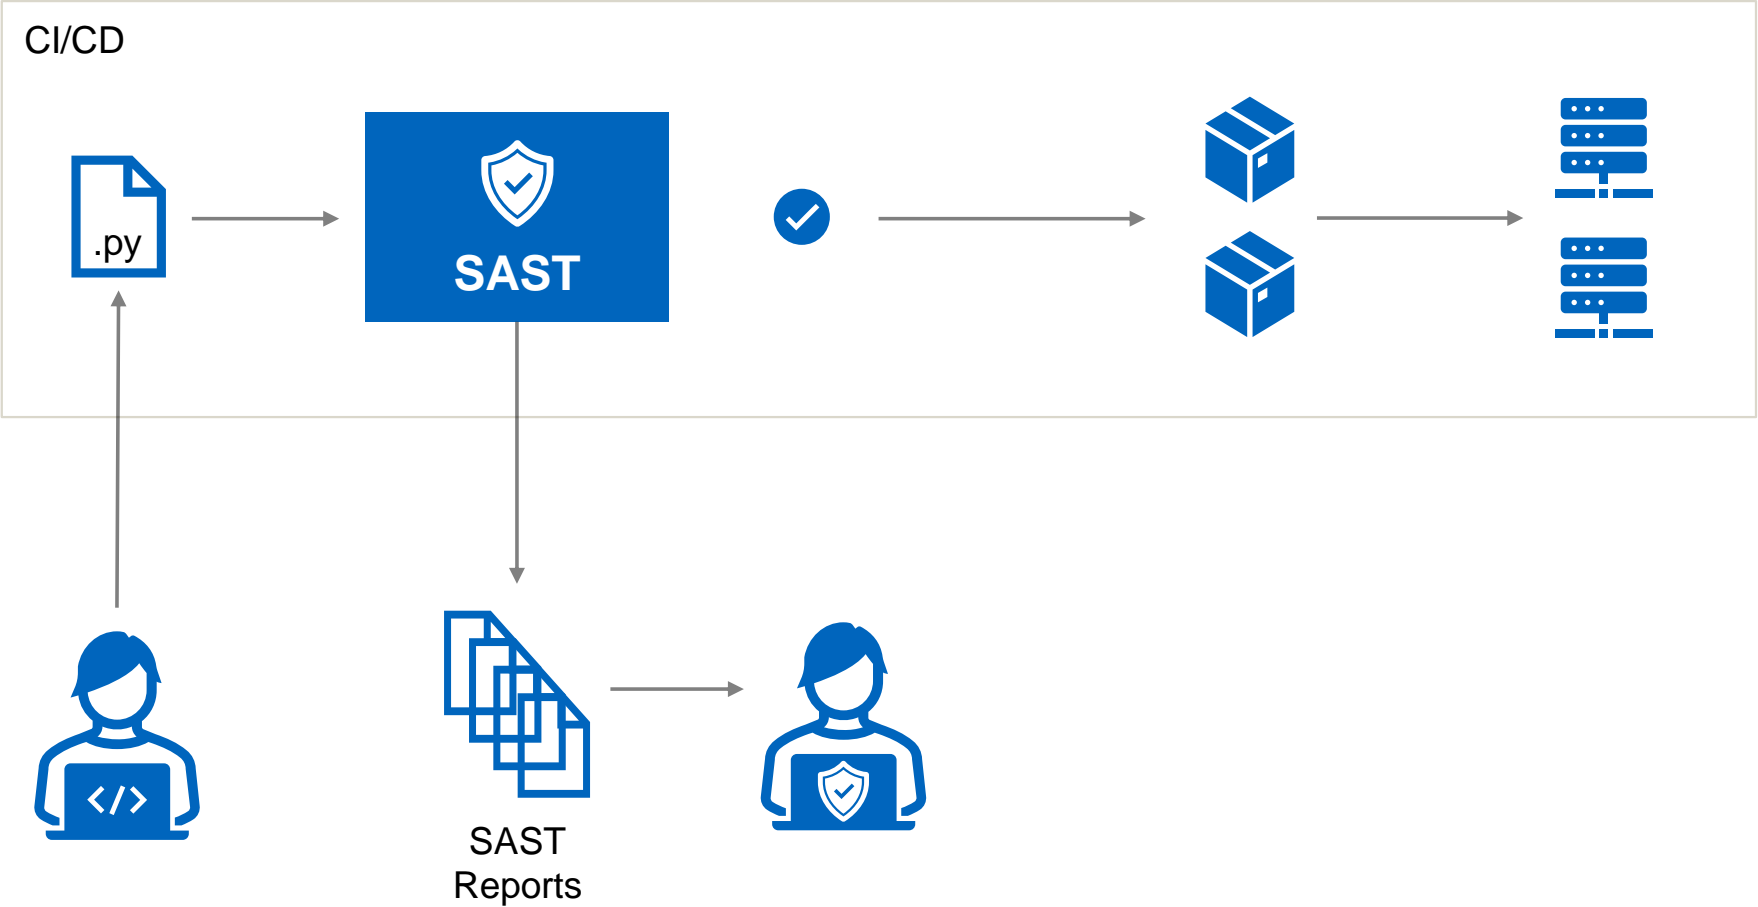 CI/CD
.py
SAST
</>
SAST
Reports